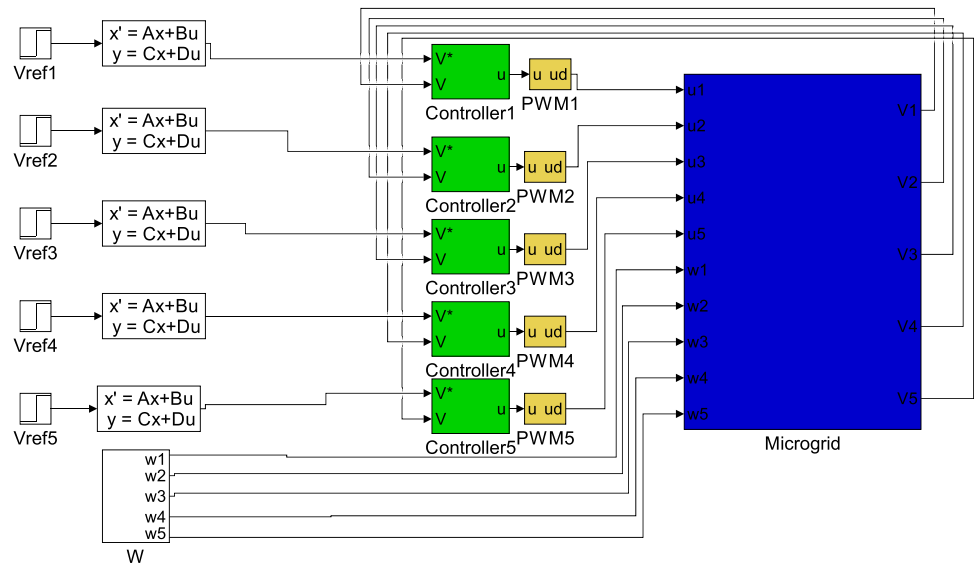 Vref1
x' = Ax+Bu
y = Cx+Du
V*
V
u
Controller1
u ud
PWM1
Vref2
x' = Ax+Bu
y = Cx+Du
V*
V
u
Controller2
u ud
PWM2
Vref3
x' = Ax+Bu
y = Cx+Du
V*
V
u
Controller3
u ud
PWM3
Vref4
x' = Ax+Bu
y = Cx+Du
V*
V
u
Controller4
u ud
PWM4
Vref5
x' = Ax+Bu
y = Cx+Du
V*
V
u
Controller5
u ud
PWM5
w1
w2
w3
w4
w5
W
u1
u2
u3
u4
u5
w1
w2
w3
w4
w5
V1
V2
V3
V4
V5
Microgrid